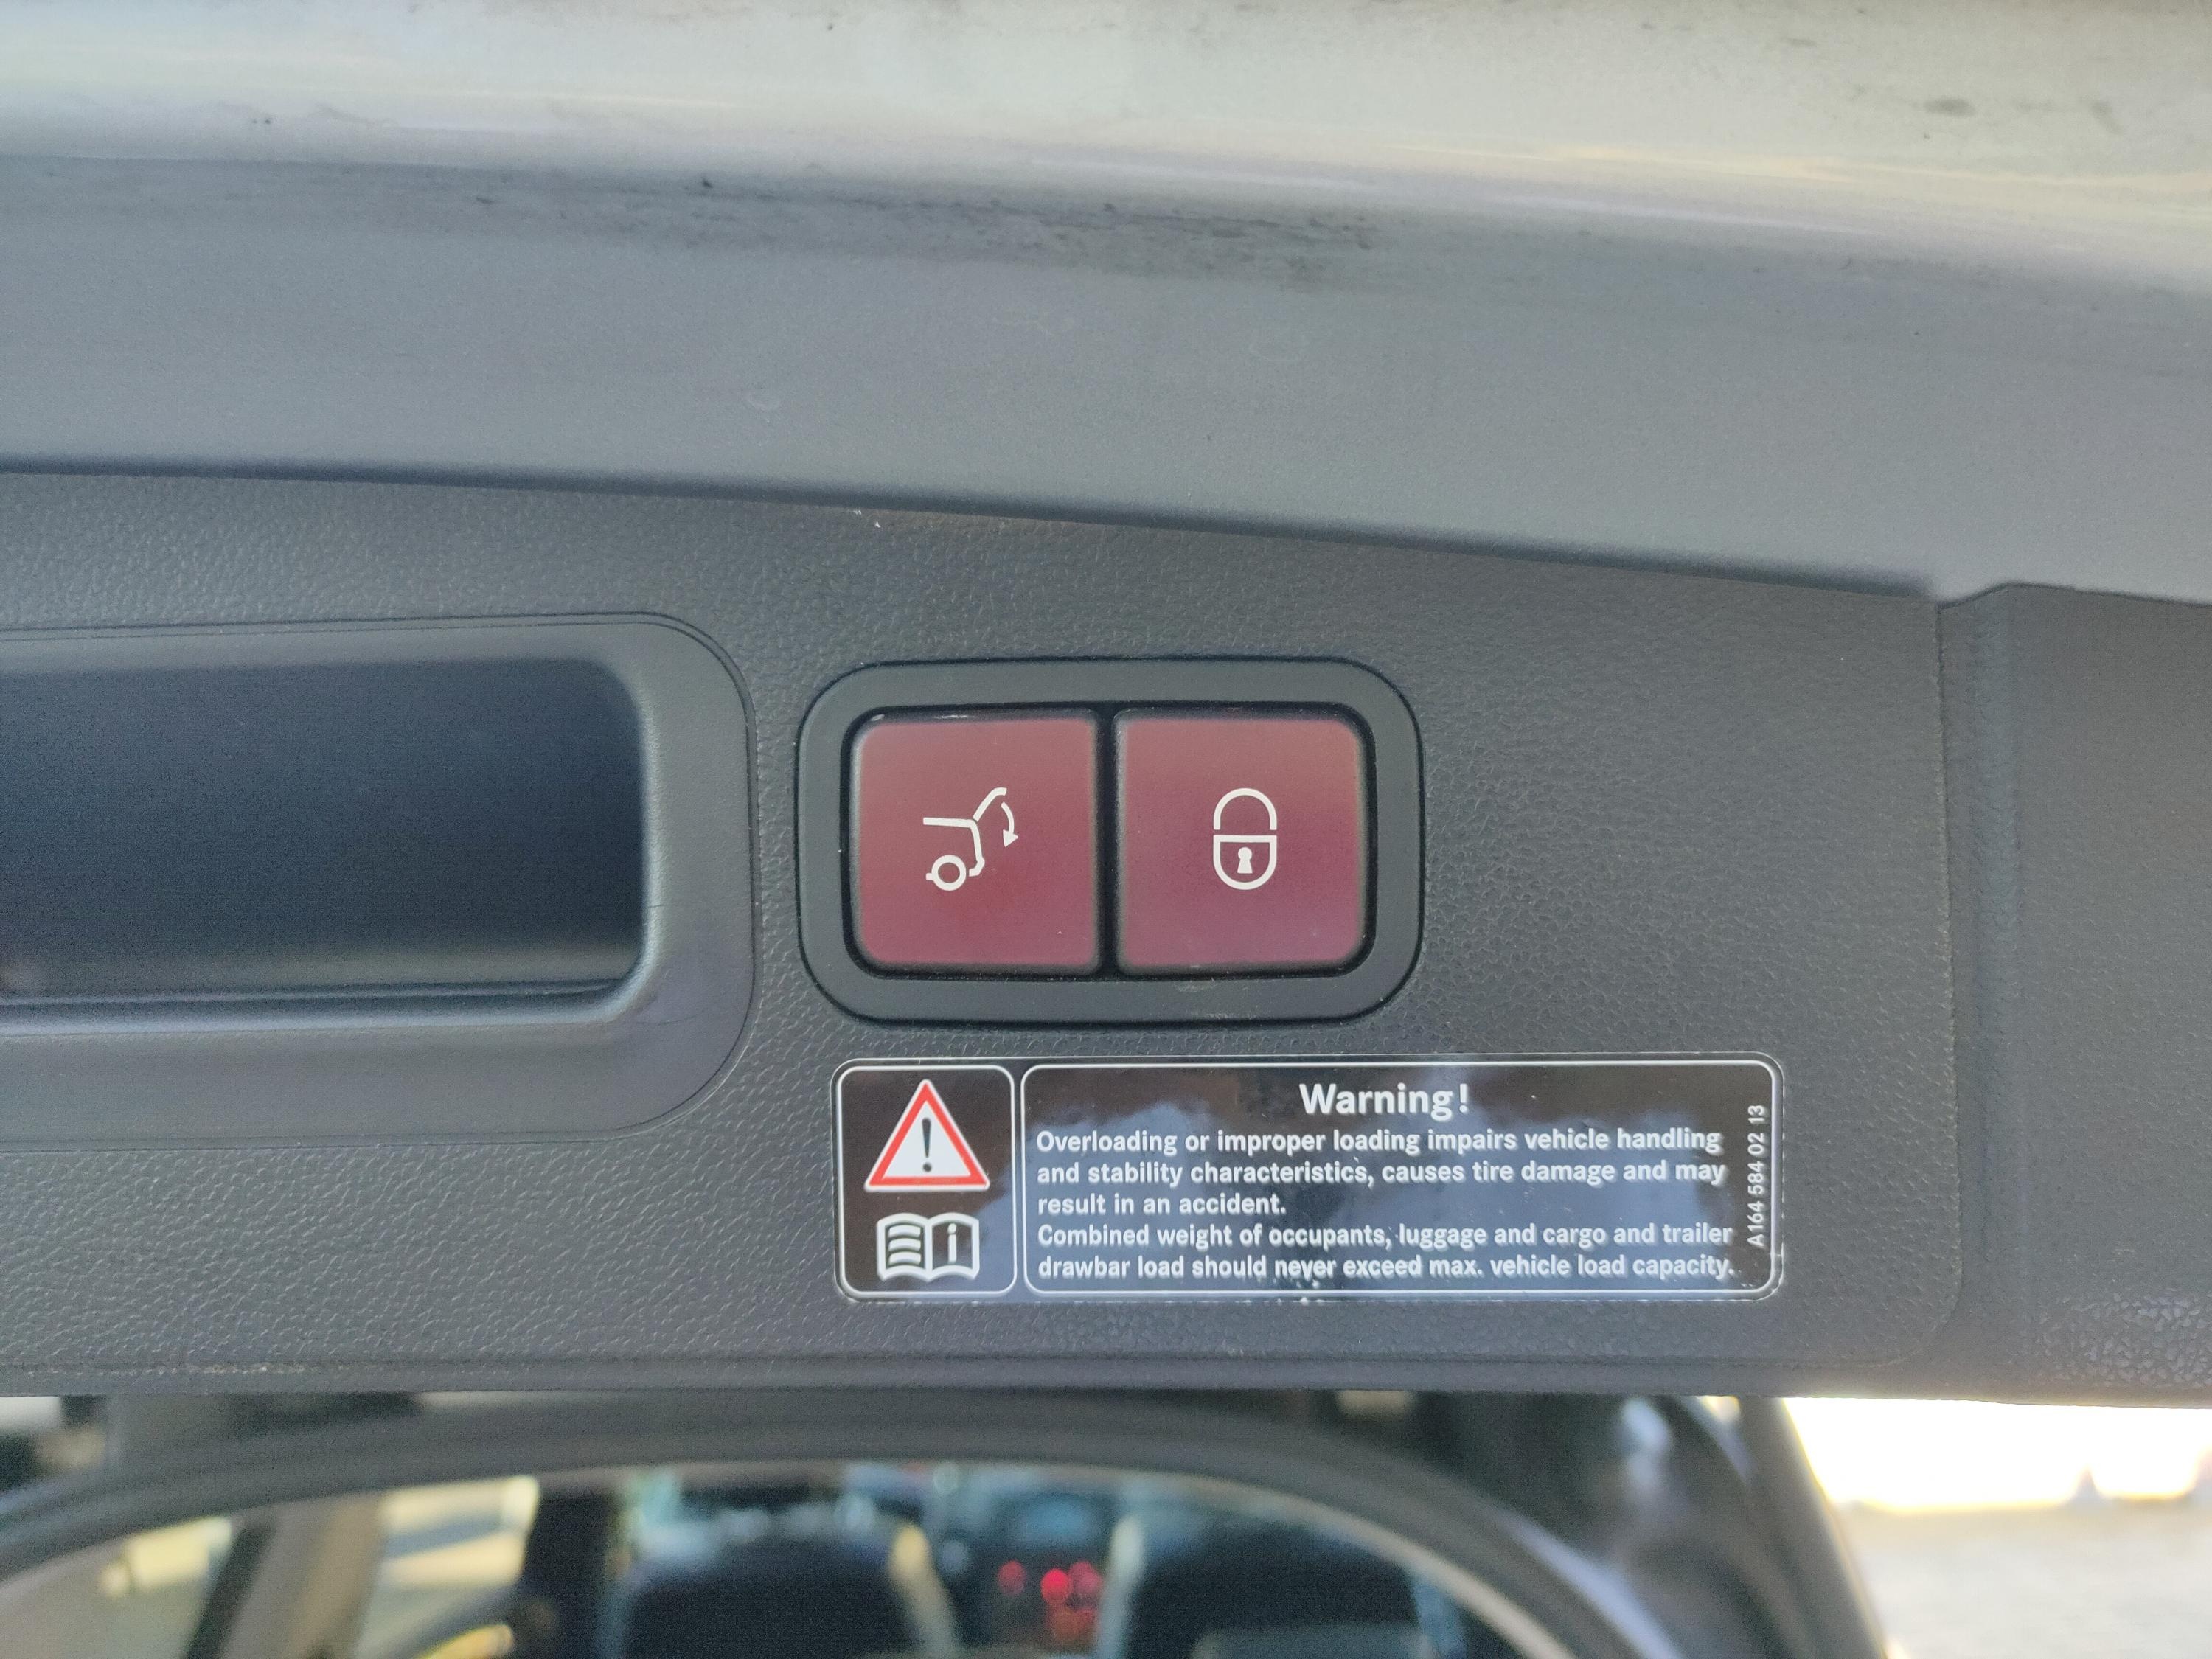 Warning!
Overloading or improper loading impairs vehicle handling
and stability characteristics, causes tire damage and may
result in an accident.
Combined weight of occupants, luggage and cargo and trailer
drawbar load should never exceed max. vehicle load capacity.
A164 584 02 13